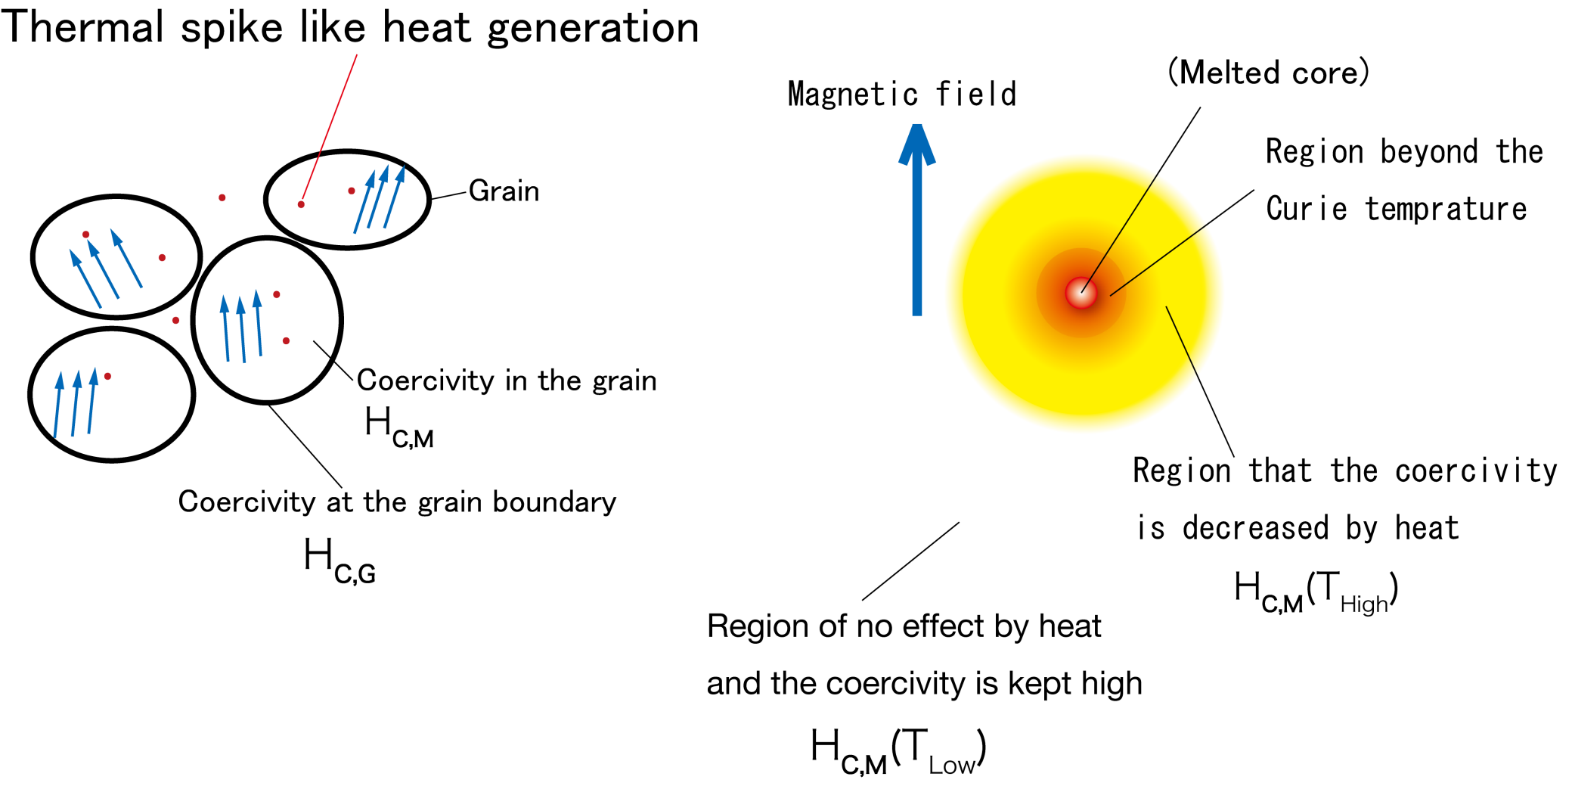 Thermal spike like heat generation
Grain
Coercivity in the grain
HC,M
Coercivity at the grain boundary
HC,G
Magnetic field
(Melted core)
Region beyond the
Curie temprature
Region that the coercivity
is decreased by heat
HC,M(THigh)
Region of no effect by heat
and the coercivity is kept high
HC,M(TLow)